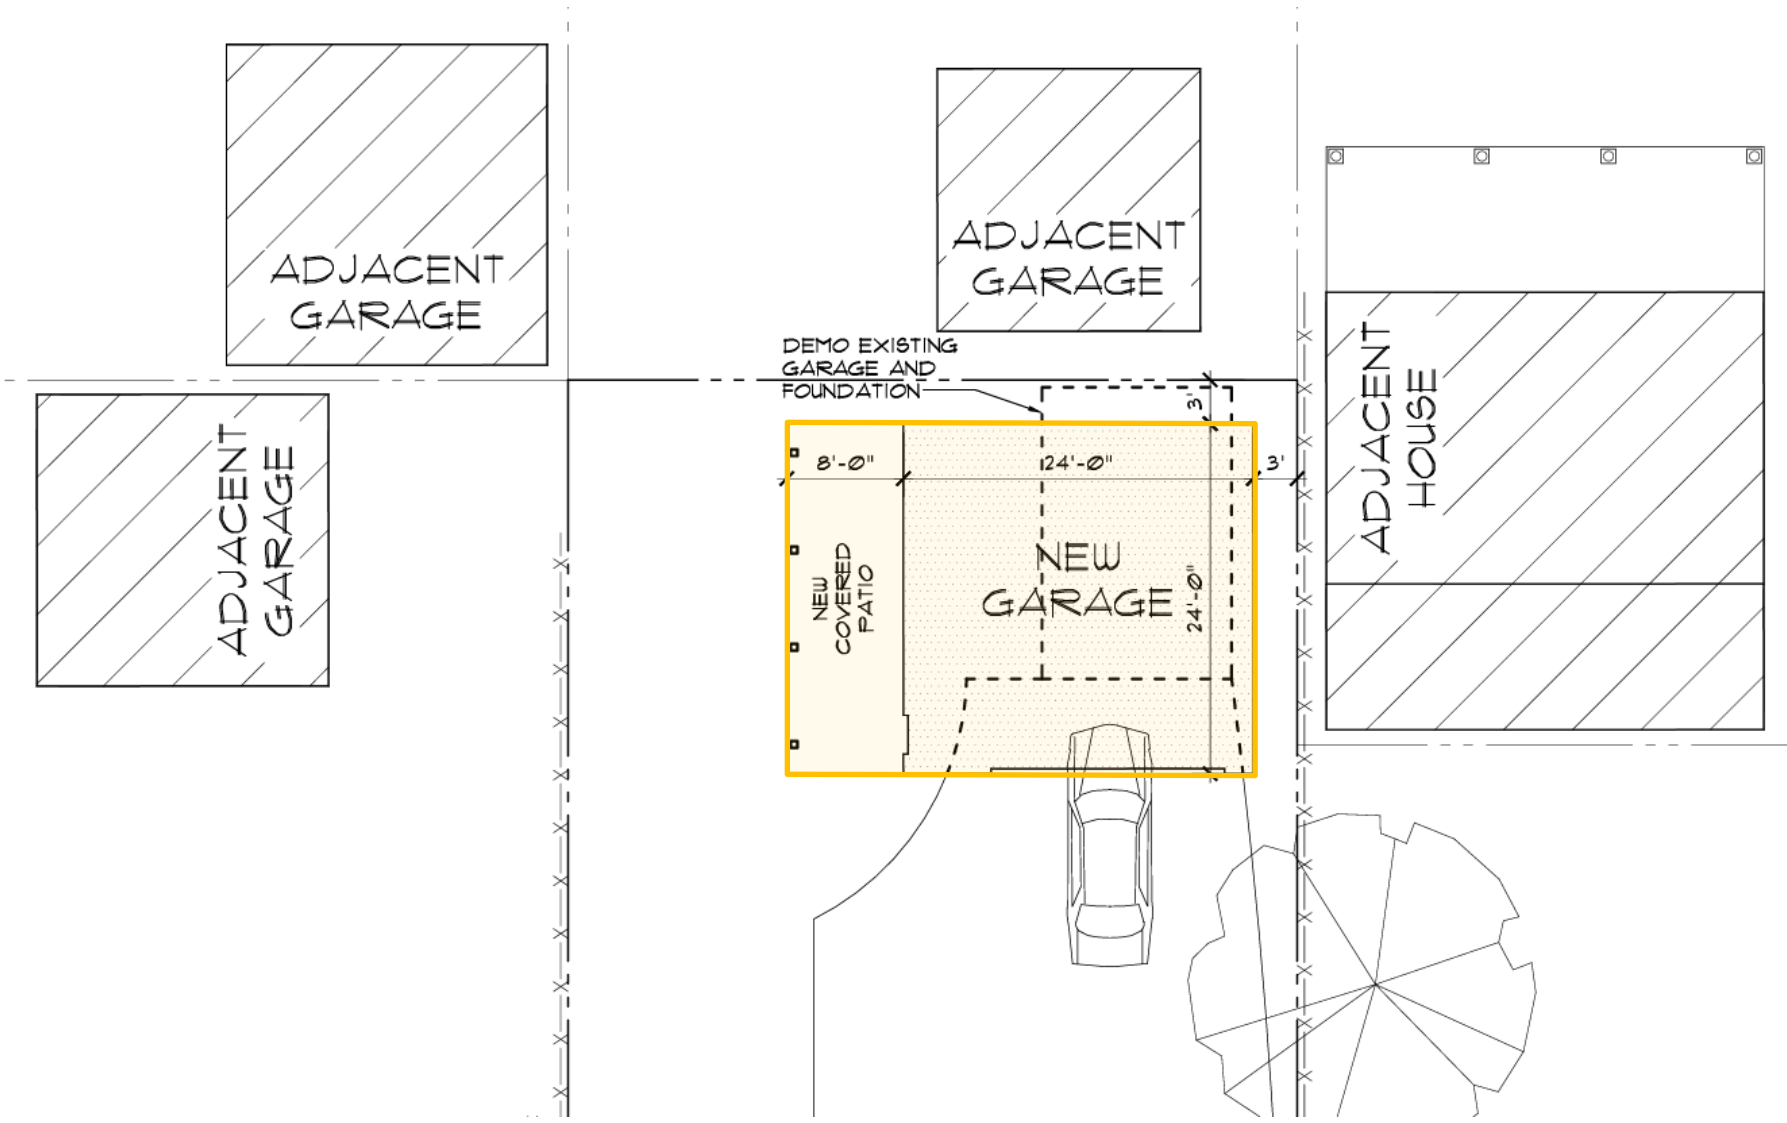 ADJACENT
GARAGE
ADJACENT
GARAGE
ADJACENT
HOUSE
DEMO EXISTING
GARAGE AND
FOUNDATION
ADJACENT
GARAGE
3'
8'-0"
24'-0"
3'
NEW
COVERED
PATIO
NEW
GARAGE
24'-0"